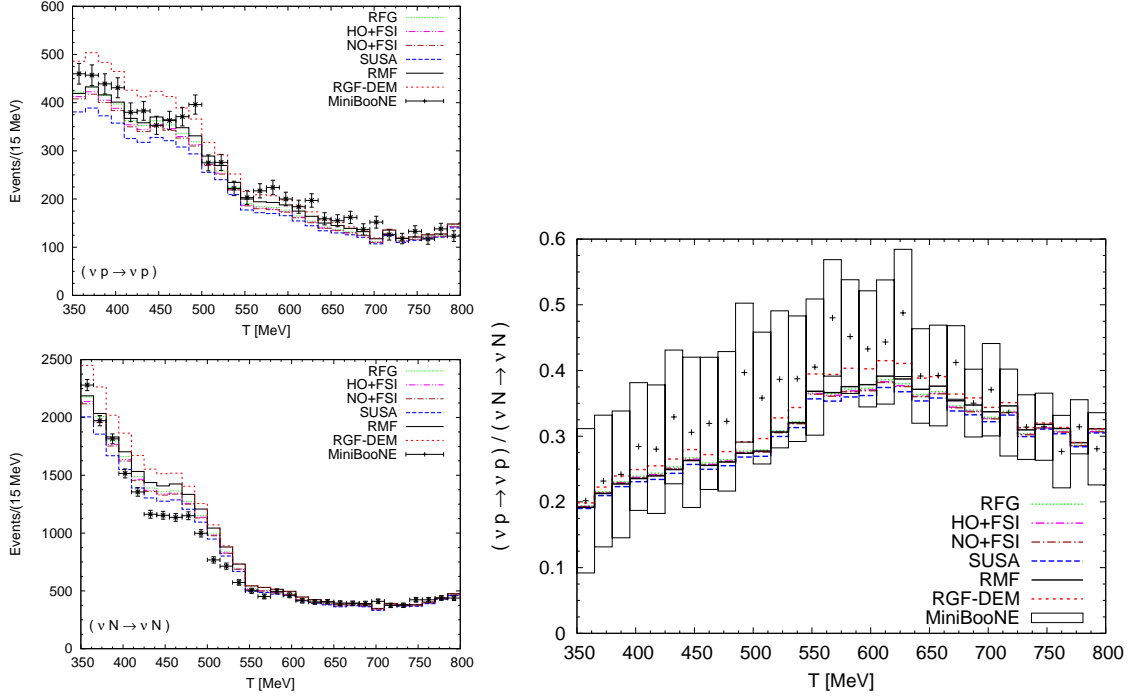 600
500
400
300
200
100
0
350 400 450 500 550 600 650 700 750 800
Events/(15 MeV)
T [MeV]
( ν p → ν p )
RFG
HO+FSI
NO+FSI
SUSA
RMF
RGF-DEM
MiniBooNE
2500
2000
1500
1000
500
0
350 400 450 500 550 600 650 700 750 800
Events/(15 MeV)
T [MeV]
( ν N → ν N )
RFG
HO+FSI
NO+FSI
SUSA
RMF
RGF-DEM
MiniBooNE
0.6
0.5
0.4
0.3
0.2
0.1
0
350 400 450 500 550 600 650 700 750 800
( ν p → ν p ) / ( ν N → ν N )
T [MeV]
RFG
HO+FSI
NO+FSI
SUSA
RMF
RGF-DEM
MiniBooNE